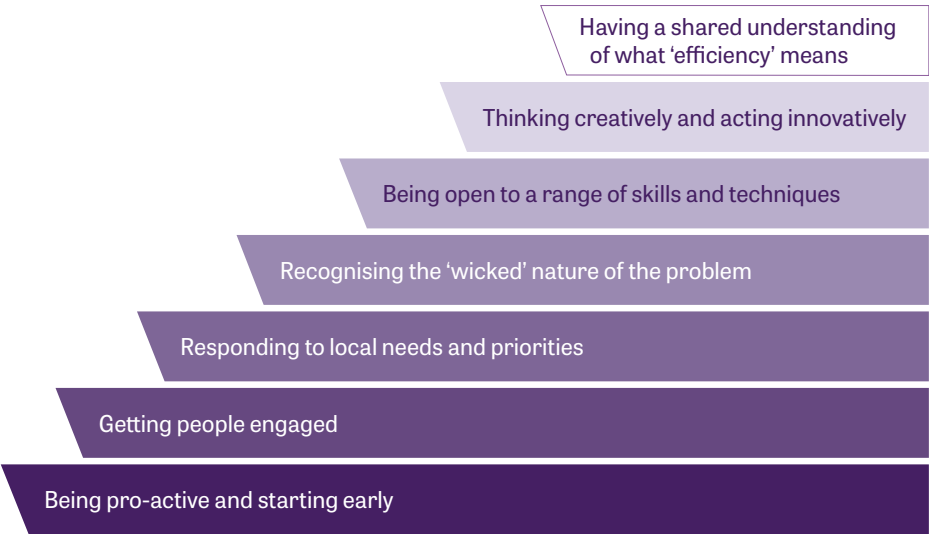 Having a shared understanding
of what ‘efficiency’ means
Thinking creatively and acting innovatively
Being open to a range of skills and techniques
Recognising the ‘wicked’ nature of the problem
Responding to local needs and priorities
Getting people engaged
Being pro-active and starting early